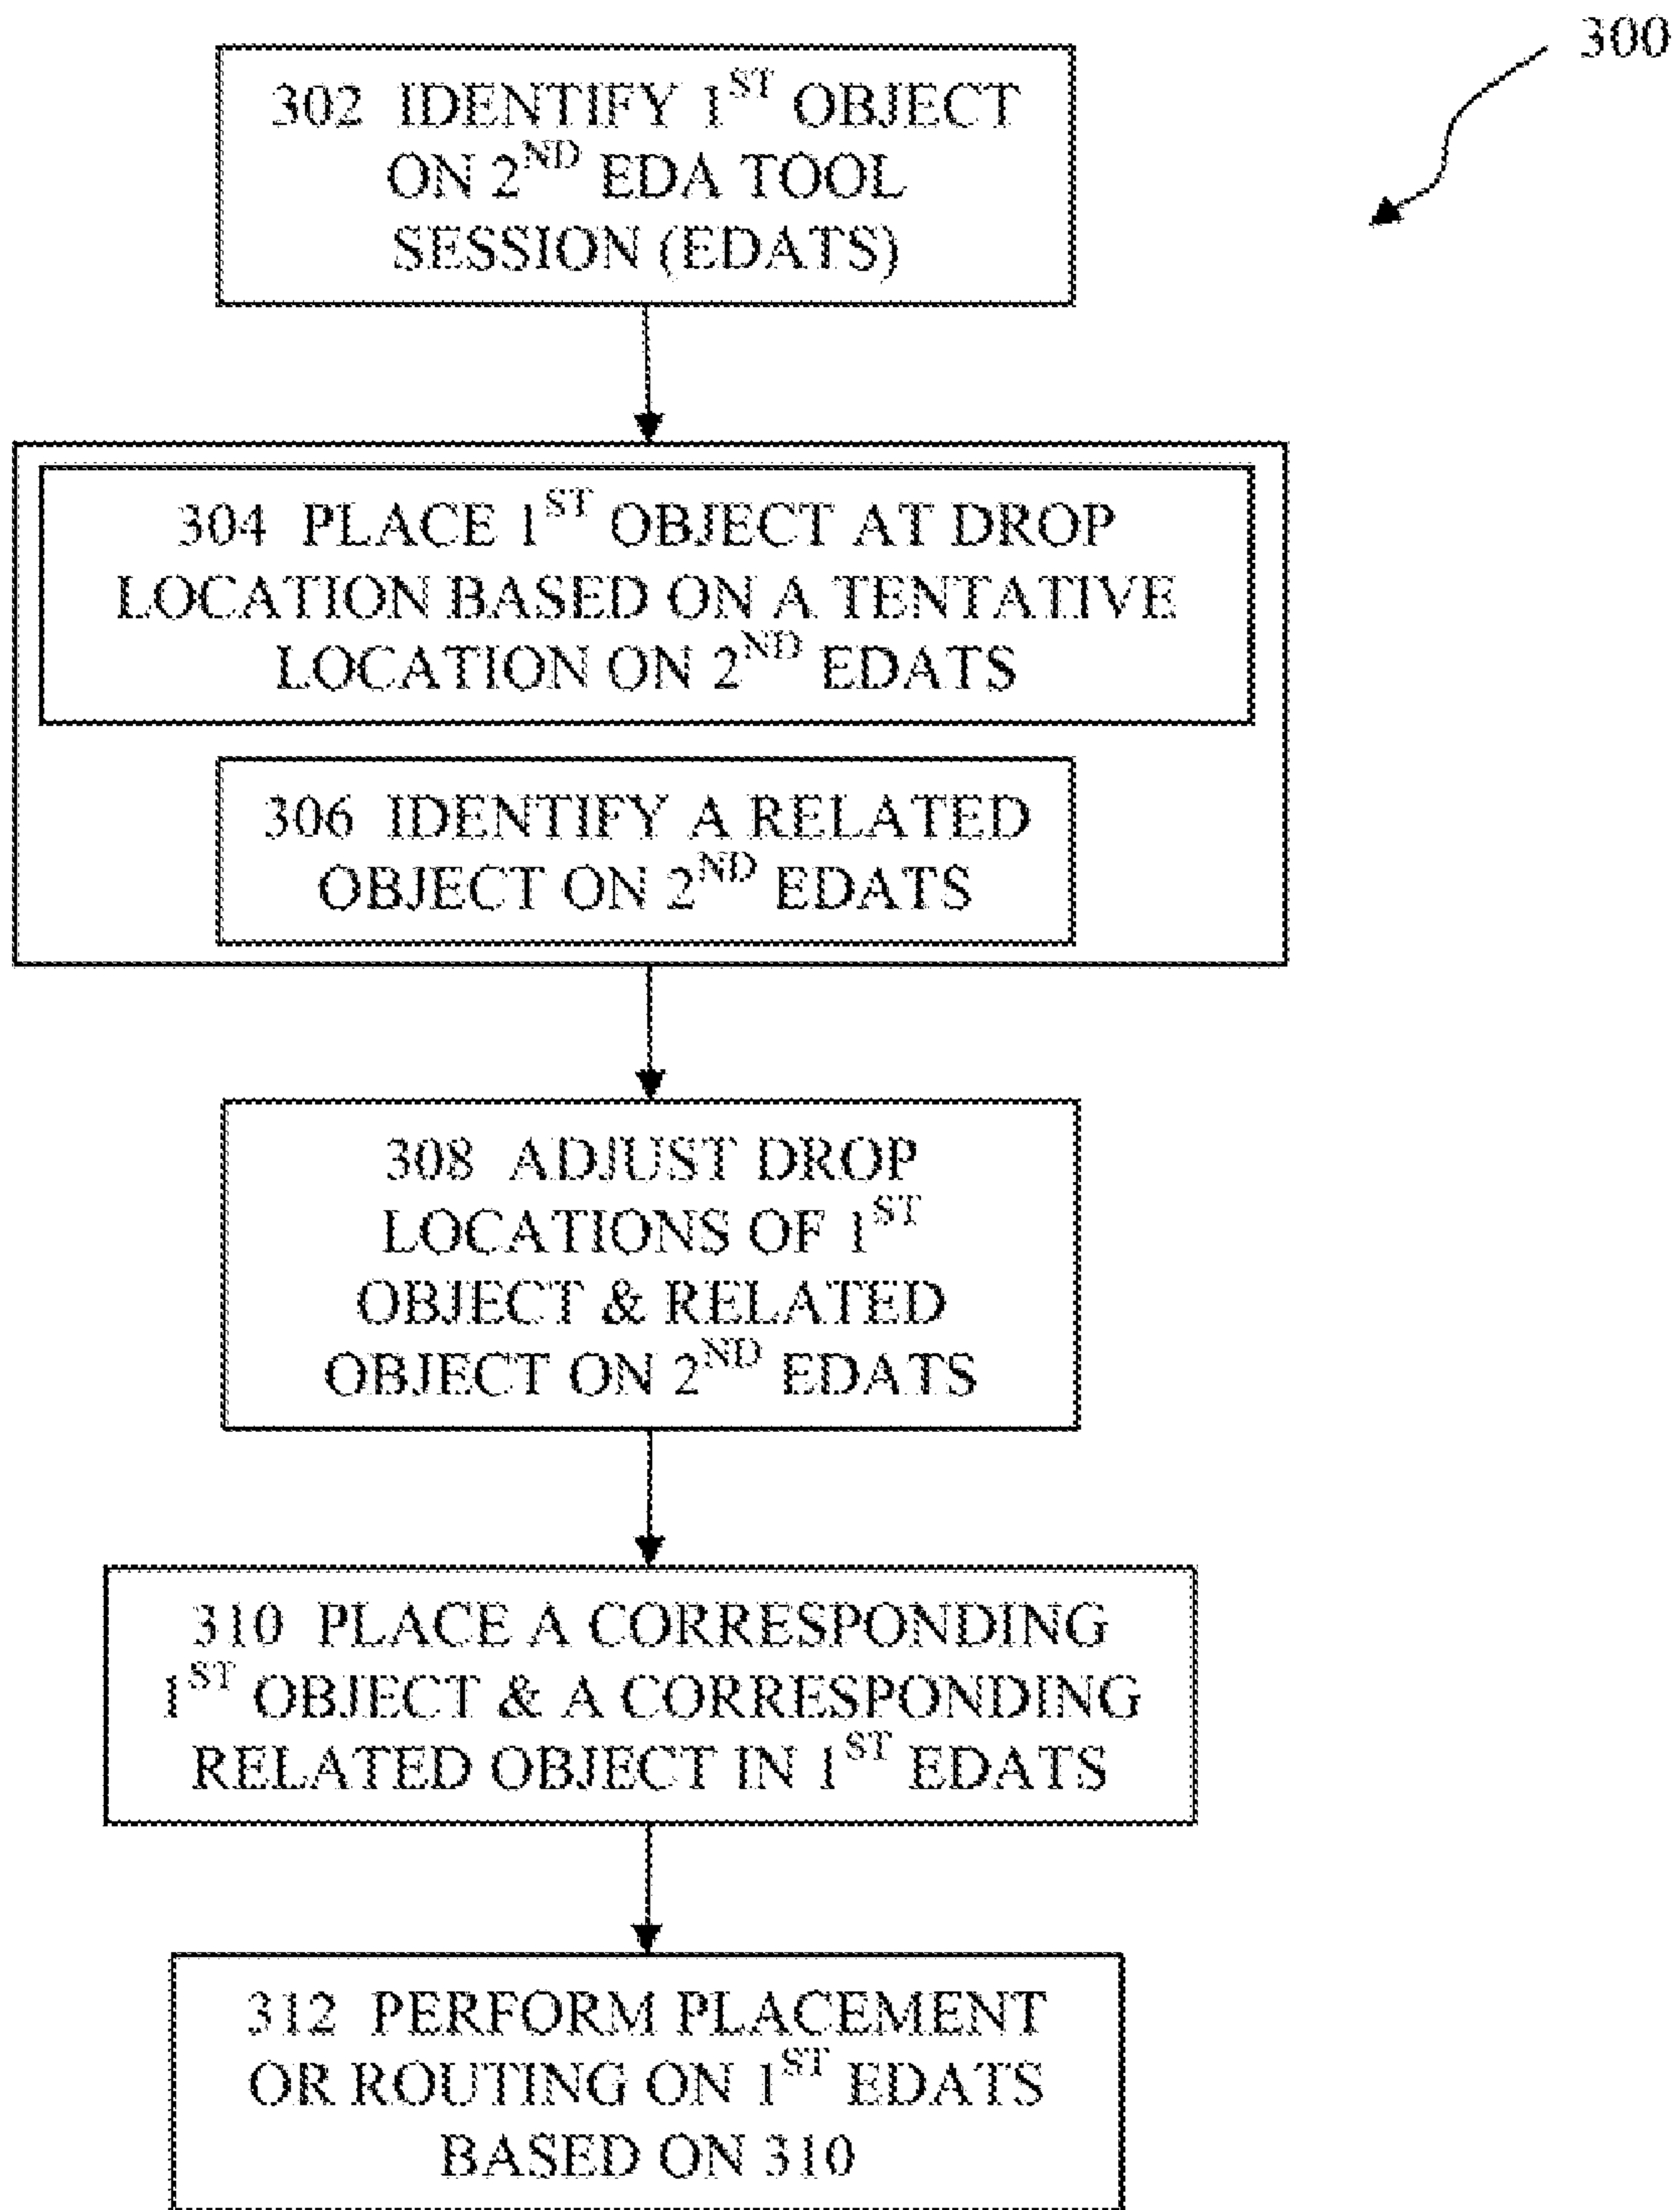 300
302 IDENTIFY 1ST OBJECT
ON 2ND EDA TOOL
SESSION (EDATS)
304 PLACE 1ST OBJECT AT DROP
LOCATION BASED ON A TENTATIVE
LOCATION ON 2ND EDATS
306 IDENTIFY A RELATED
OBJECT ON 2ND EDATS
308 ADJUST DROP
LOCATIONS OF 1ST
OBJECT & RELATED
OBJECT ON 2ND EDATS
310 PLACE A CORRESPONDING
1ST OBJECT & A CORRESPONDING
RELATED OBJECT IN 1ST EDATS
312 PERFORM PLACEMENT
OR ROUTING ON 1ST EDATS
BASED ON 310